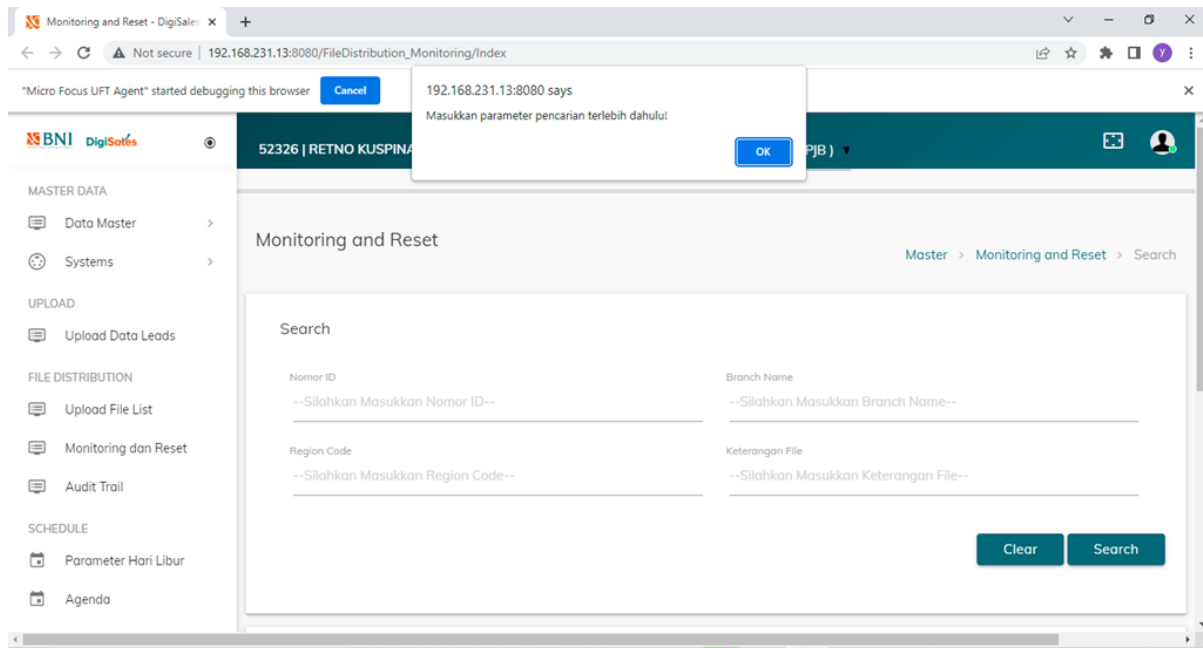 Monitoring and Reset - DigiSales
Not secure | 192.168.231.13:8080/FileDistribution_Monitoring/Index
y
"Micro Focus UFT Agent" started debugging this browser
Cancel
192.168.231.13:8080 says
Masukkan parameter pencarian terlebih dahulu!
OK
BNI DigiSales
52326 | RETNO KUSPINA
PJB )
MASTER DATA
Data Master
Systems
UPLOAD
Upload Data Leads
FILE DISTRIBUTION
Upload File List
Monitoring dan Reset
Audit Trail
SCHEDULE
Parameter Hari Libur
Agenda
Monitoring and Reset
Master > Monitoring and Reset > Search
Search
Nomor ID
--Silahkan Masukkan Nomor ID--
Branch Name
--Silahkan Masukkan Branch Name--
Region Code
--Silahkan Masukkan Region Code--
Keterangan File
--Silahkan Masukkan Keterangan File--
Clear
Search